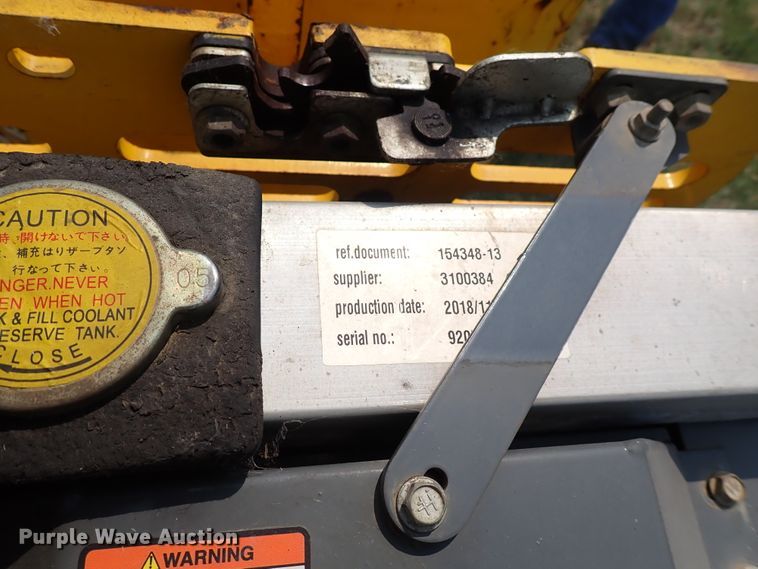 CAUTION
時、開けないで下さい
、補充はリザーブタン
行なって下さい。
NGER.NEVER
EN WHEN HOT
K & FILL COOLANT
RESERVE TANK.
CLOSE
05
ref.document: 154348-13
supplier: 3100384
production date: 2018/11
serial no.: 920
WARNING
Purple Wave Auction